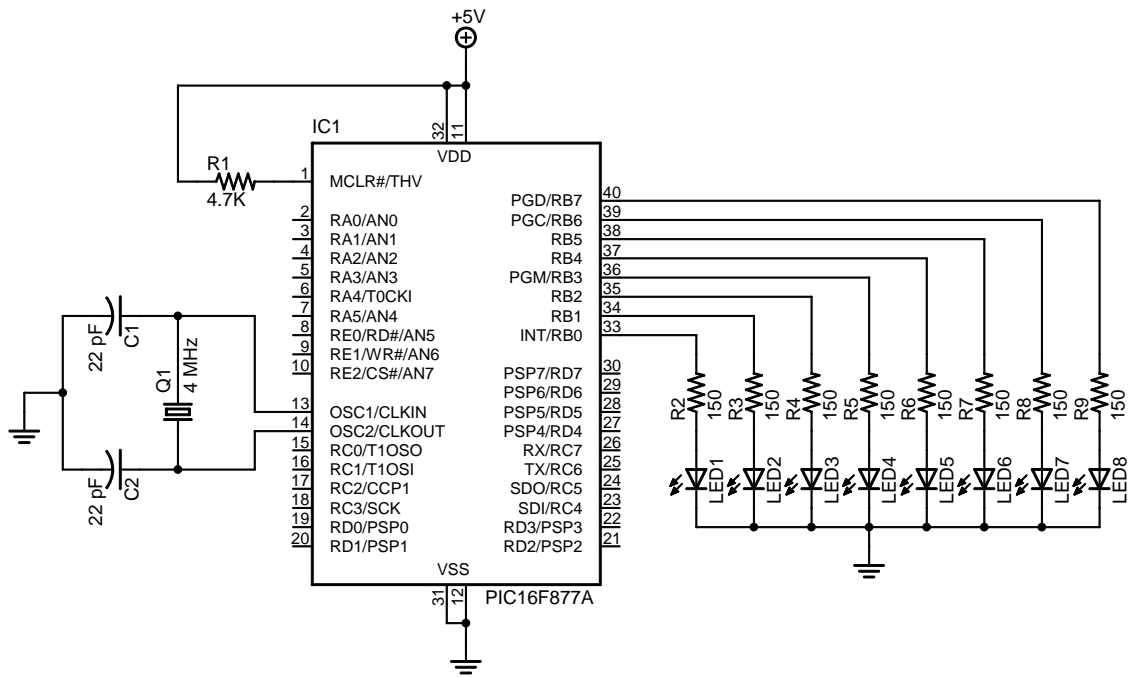 +5V
IC1
32
11
VDD
R1
4.7K
1
MCLR#/THV
2
RA0/AN0
3
RA1/AN1
4
RA2/AN2
5
RA3/AN3
6
RA4/T0CKI
7
RA5/AN4
8
RE0/RD#/AN5
9
RE1/WR#/AN6
10
RE2/CS#/AN7
13
OSC1/CLKIN
14
OSC2/CLKOUT
15
RC0/T1OSO
16
RC1/T1OSI
17
RC2/CCP1
18
RC3/SCK
19
RD0/PSP0
20
RD1/PSP1
PGD/RB7
40
PGC/RB6
39
RB5
38
RB4
37
PGM/RB3
36
RB2
35
RB1
34
INT/RB0
33
PSP7/RD7
30
PSP6/RD6
29
PSP5/RD5
28
PSP4/RD4
27
RX/RC7
26
TX/RC6
25
SDO/RC5
24
SDI/RC4
23
RD3/PSP3
22
RD2/PSP2
21
VSS
31
12
PIC16F877A
22 pF
C1
Q1
4 MHz
22 pF
C2
R2
150
R3
150
R4
150
R5
150
R6
150
R7
150
R8
150
R9
150
LED1
LED2
LED3
LED4
LED5
LED6
LED7
LED8